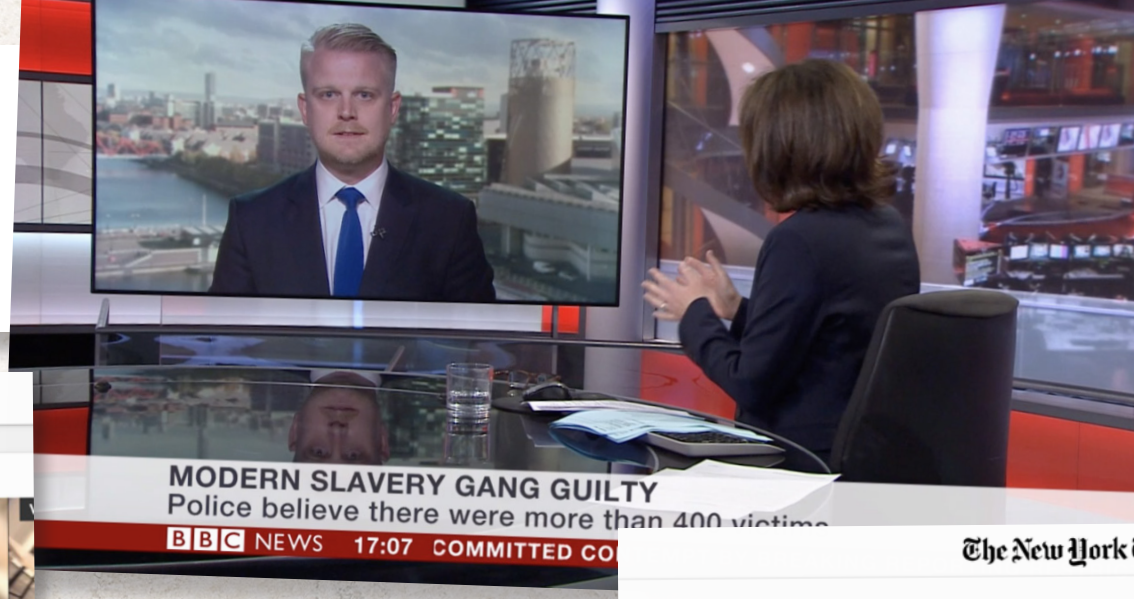 MODERN SLAVERY GANG GUILTY
Police believe there were more than 400 victims
BBC NEWS 17:07 COMMITTED
The New York